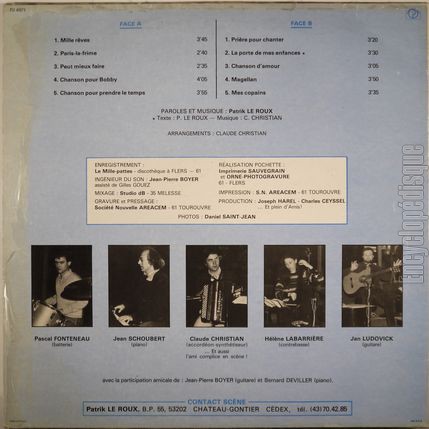 PJ 4971
FACE A
1. Mille rêves 3'45
2. Paris-la-frime 2'40
3. Peut mieux faire 2'35
4. Chanson pour Bobby 4'05
5. Chanson pour prendre le temps 3'55
FACE B
1. Prière pour chanter 3'20
2. La porte de mes enfances • 3'30
3. Chanson d'amour 3'05
4. Magellan 3'50
5. Mes copains 3'35
PAROLES ET MUSIQUE : Patrik LE ROUX
• Texte : P. LE ROUX — Musique : C. CHRISTIAN
ARRANGEMENTS : CLAUDE CHRISTIAN
ENREGISTREMENT :
Le Mille-pattes - discothèque à FLERS — 61
INGENIEUR DU SON : Jean-Pierre BOYER
assisté de Gilles GOUEZ
MIXAGE : Studio dB - 35 MELESSE
GRAVURE et PRESSAGE :
Société Nouvelle AREACEM - 61 TOUROUVRE
RÉALISATION POCHETTE :
Imprimerie SAUVEGRAIN
et ORNE-PHOTOGRAVURE
61 - FLERS
IMPRESSION : S.N. AREACEM - 61 TOUROUVRE
PRODUCTION : Joseph HAREL - Charles CEYSSEL
... Et plein d'Amis)
PHOTOS : Daniel SAINT-JEAN
Pascal FONTENEAU
(batterie)
Jean SCHOUBERT
(piano)
Claude CHRISTIAN
(accordéon-synthétiseur)
... Et aussi
l'ami complice en scène !
Hélène LABARRIÈRE
(contrebasse)
Jan LUDOVICK
(guitare)
avec la participation amicale de : Jean-Pierre BOYER (guitare) et Bernard DEVILLER (piano).
CONTACT SCÈNE
Patrik LE ROUX, B.P. 55, 53202 CHATEAU-GONTIER CÉDEX, tél. (43)70.42.85
Encyclopédisque